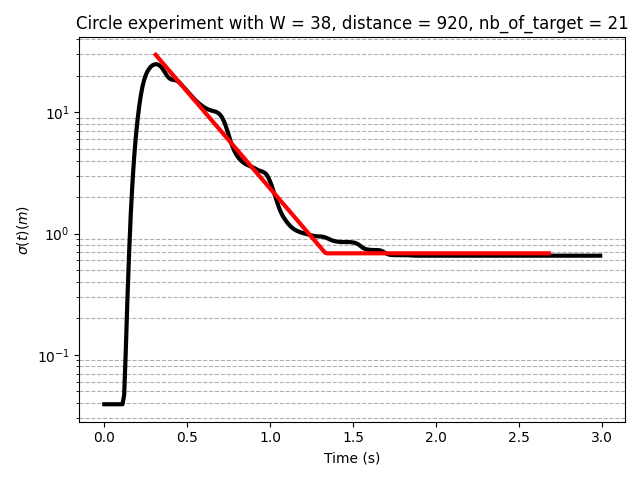 Circle experiment with W = 38, distance = 920, nb_of_target = 21
10¹
10⁰
10⁻¹
σ(t)(m)
0.0 0.5 1.0 1.5 2.0 2.5 3.0
Time (s)